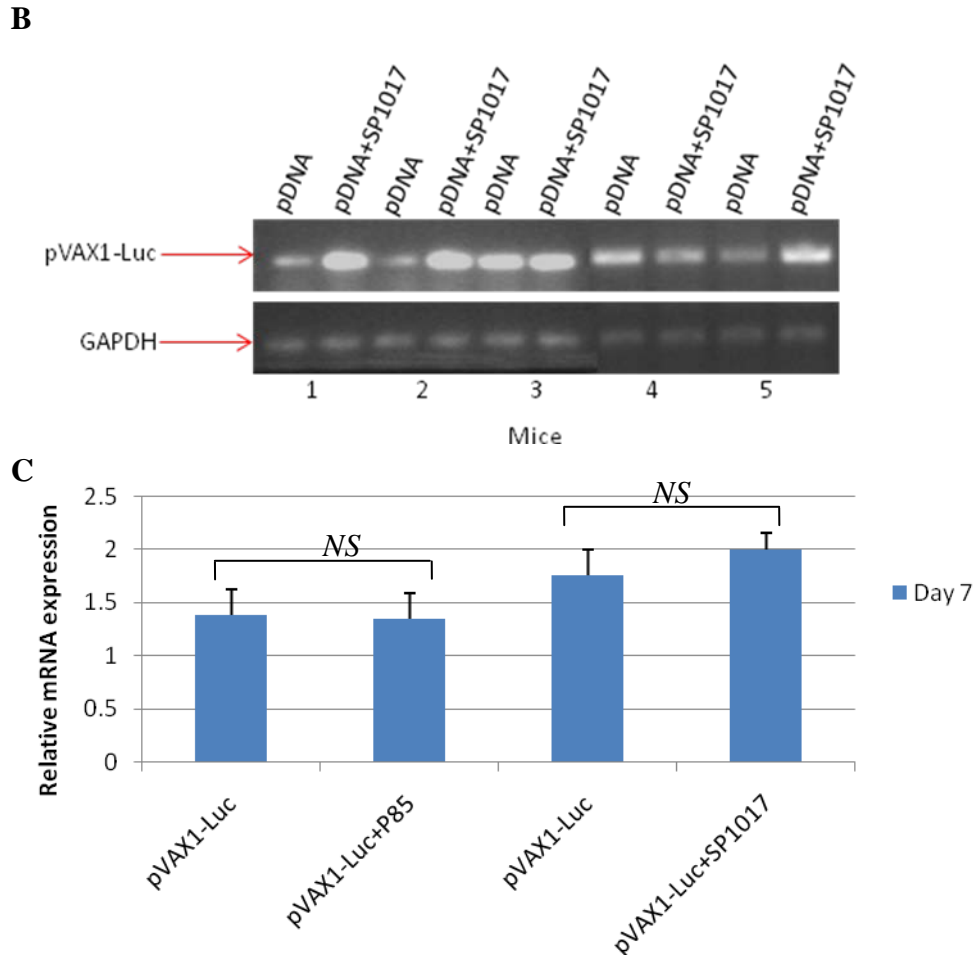 B
pDNA
pDNA+SP1017
pDNA
pDNA+SP1017
pDNA
pDNA+SP1017
pDNA
pDNA+SP1017
pDNA
pDNA+SP1017
pVAX1-Luc
GAPDH
1 2 3 4 5
Mice
C
Relative mRNA expression
2.5
2
1.5
1
0.5
0
NS
NS
Day 7
pVAX1-Luc
pVAX1-Luc+P85
pVAX1-Luc
pVAX1-Luc+SP1017